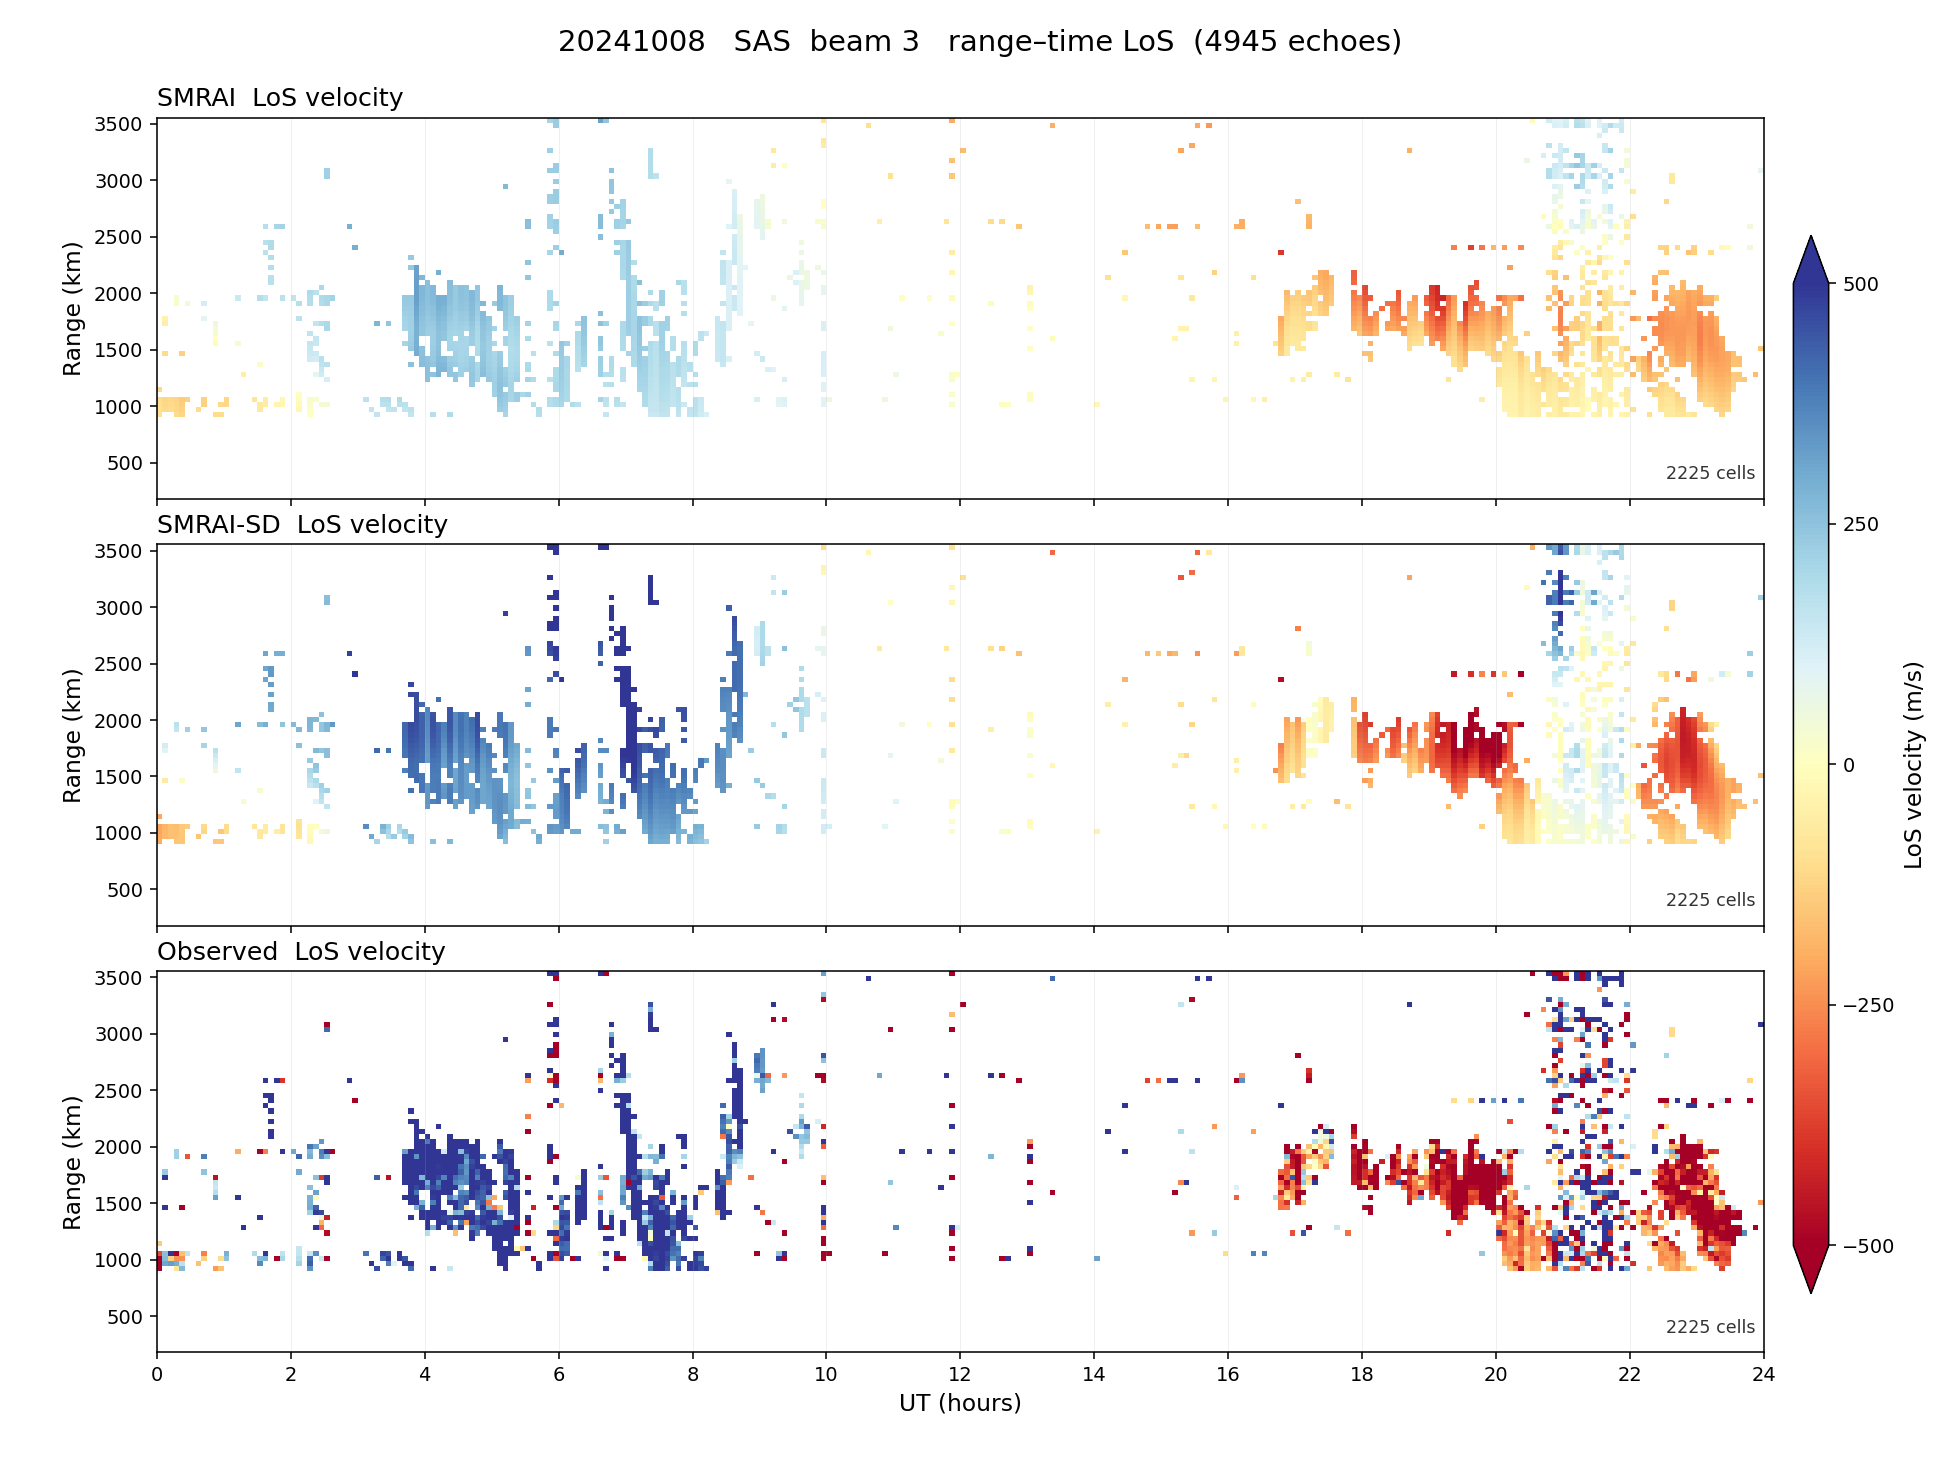 20241008   SAS  beam 3   range–time LoS  (4945 echoes)
SMRAI  LoS velocity
3500
3000
2500
2000
1500
1000
500
Range (km)
2225 cells
SMRAI-SD  LoS velocity
3500
3000
2500
2000
1500
1000
500
Range (km)
2225 cells
Observed  LoS velocity
3500
3000
2500
2000
1500
1000
500
Range (km)
2225 cells
0 2 4 6 8 10 12 14 16 18 20 22 24
UT (hours)
500
250
0
−250
−500
LoS velocity (m/s)